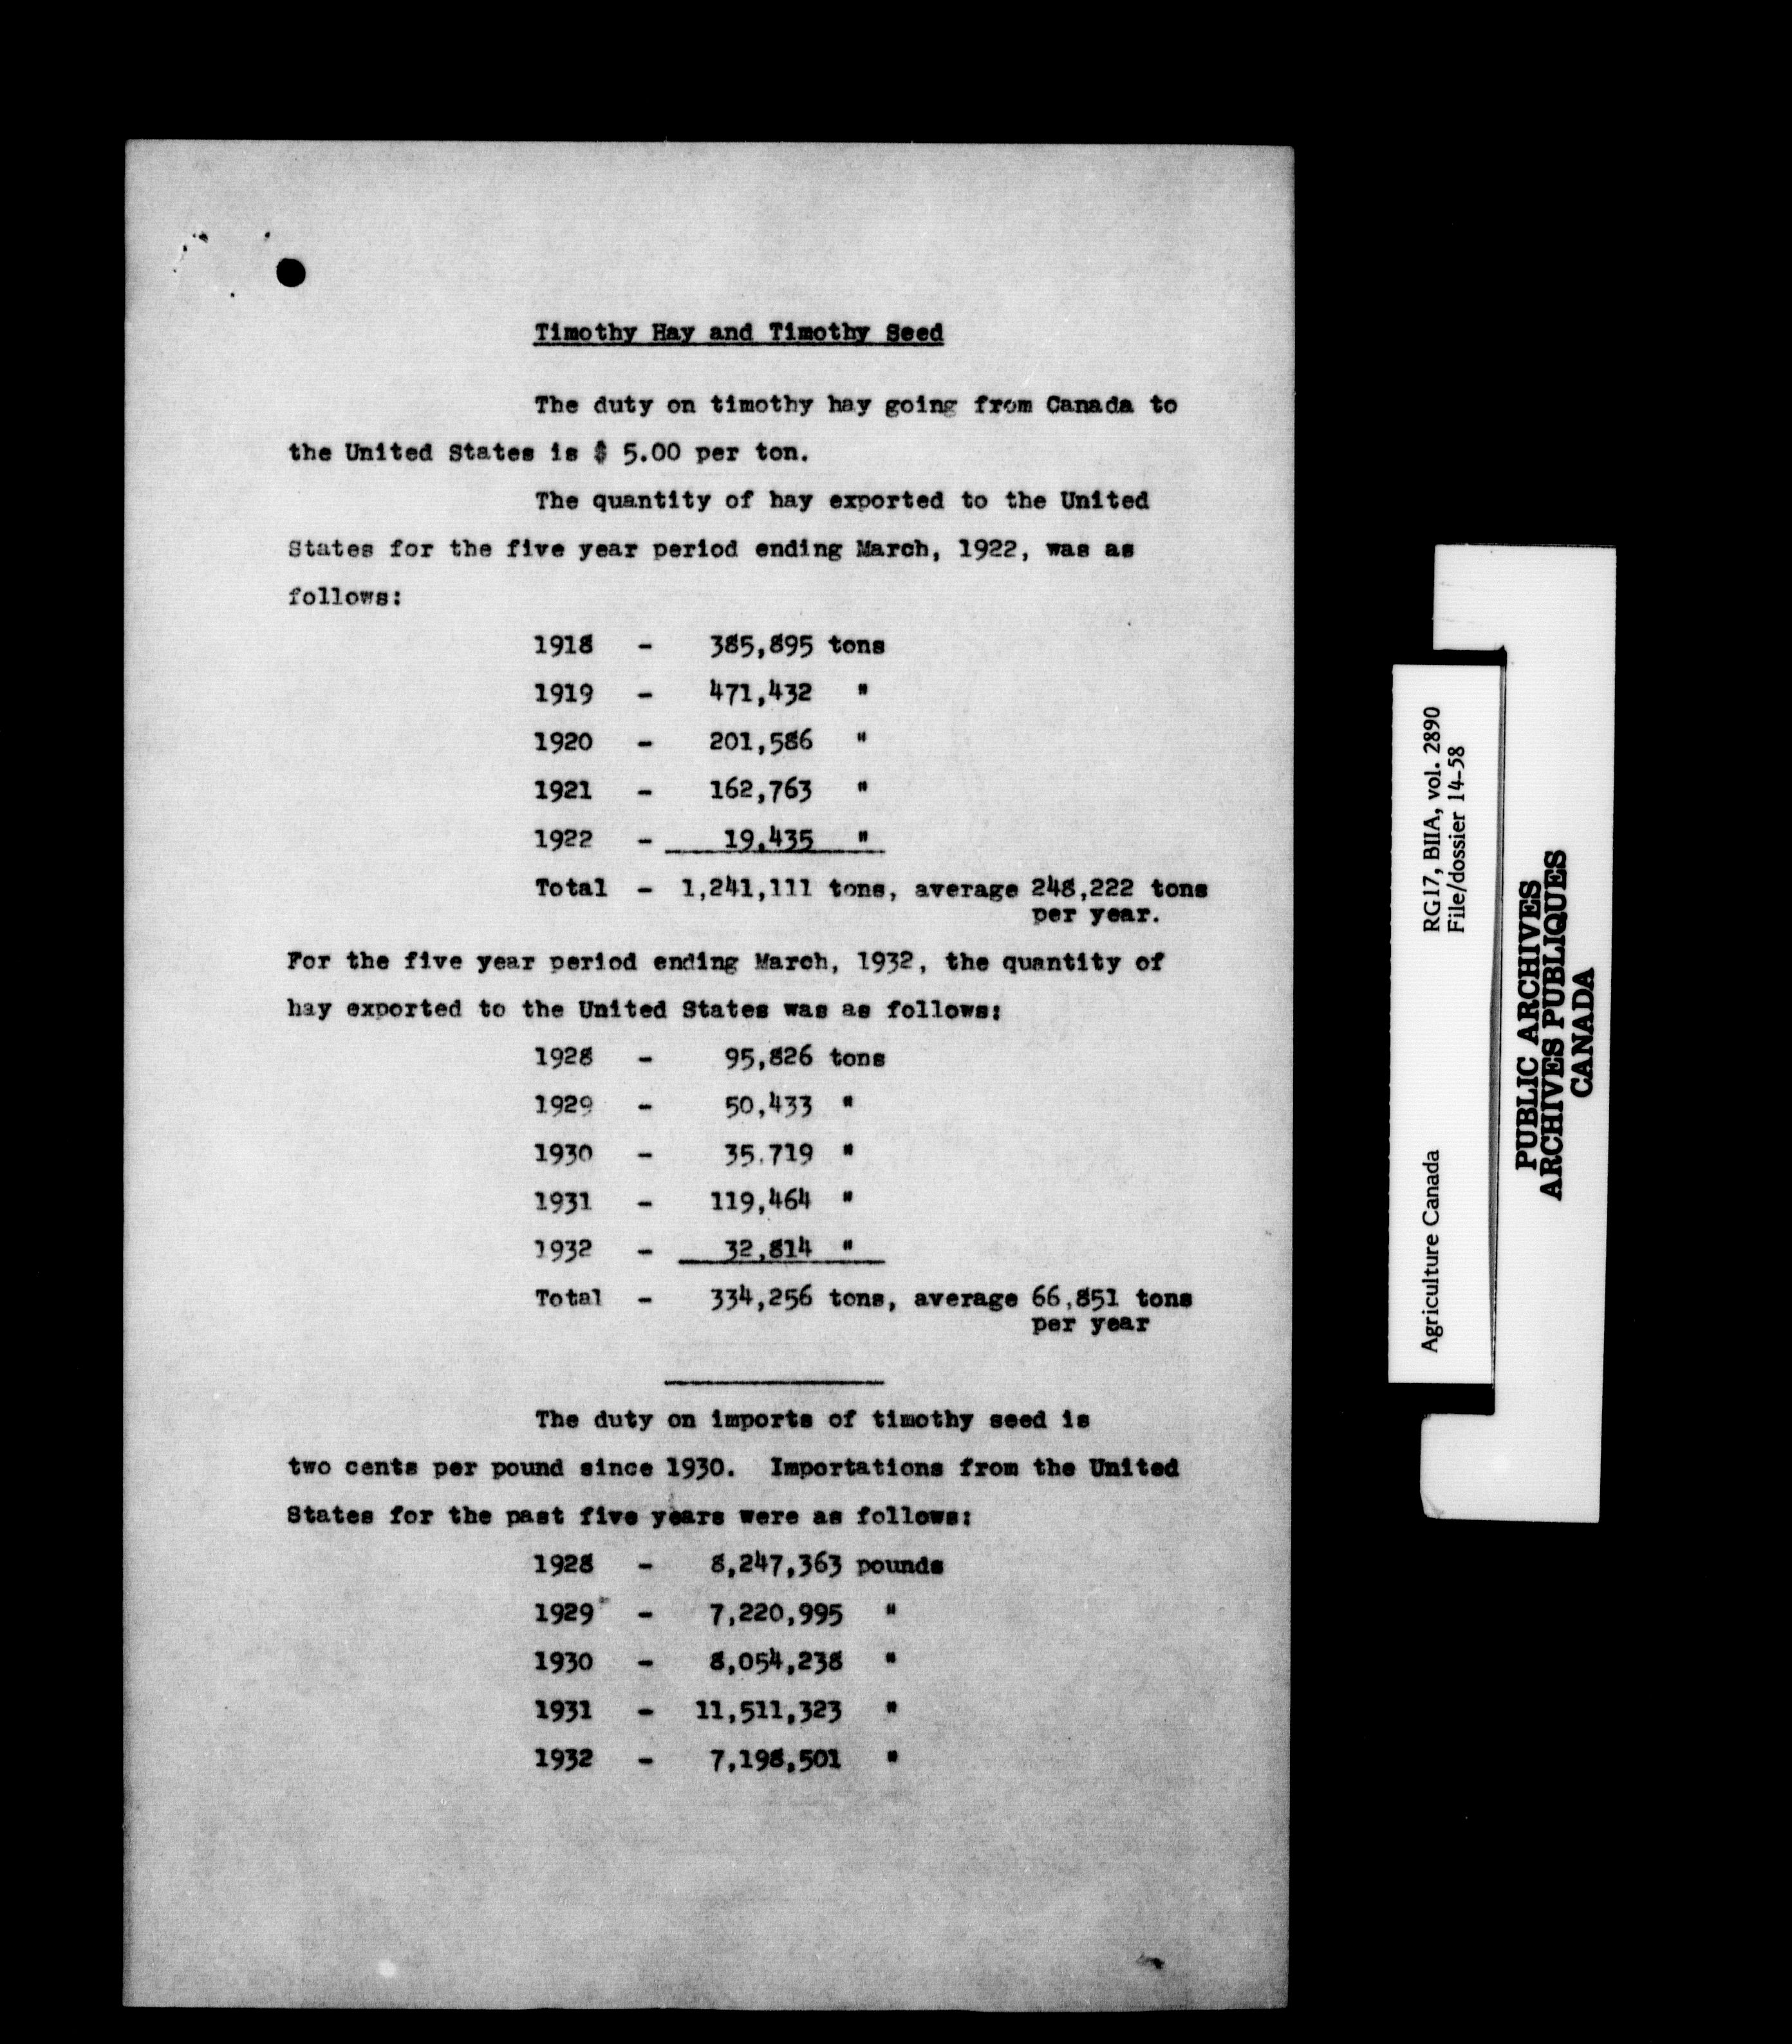 Timothy Hay and Timothy Seed
The duty on timothy hay going from Canada to
the United States is $ 5.00 per ton.
The quantity of hay exported to the United
States for the five year period ending March, 1922, was as
follows:
1918 - 385,895 tons
1919 - 471,432 "
1920 - 201,586 "
1921 - 162,763 "
1922 - 19,435 "
Total - 1,241,111 tons, average 248,222 tons
per year.
For the five year period ending March, 1932, the quantity of
hay exported to the United States was as follows:
1928 - 95,826 tons
1929 - 50,433 "
1930 - 35.719 "
1931 - 119,464 "
1932 - 32,814 "
Total - 334,256 tons, average 66,851 tons
per year
The duty on imports of timothy seed is
two cents per pound since 1930. Importations from the United
States for the past five years were as follows:
1928 - 8,247,363 pounds
1929 - 7,220,995 "
1930 - 8,054,238 "
1931 - 11,511,323 "
1932 - 7,198,501 "
Agriculture Canada RG17, BIIA, vol. 2890
File/dossier 14-58
PUBLIC ARCHIVES
ARCHIVES PUBLIQUES
CANADA